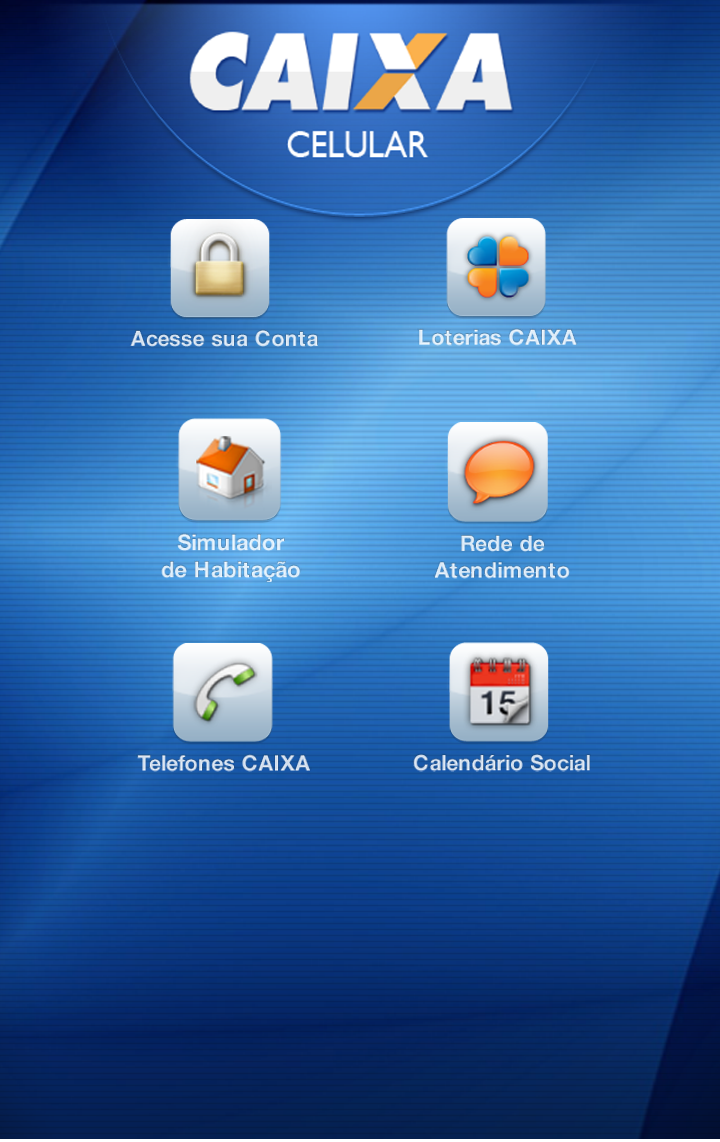 CAIXA
CELULAR
Acesse sua Conta
Loterias CAIXA
Simulador
de Habitação
Rede de
Atendimento
15
Telefones CAIXA
Calendário Social